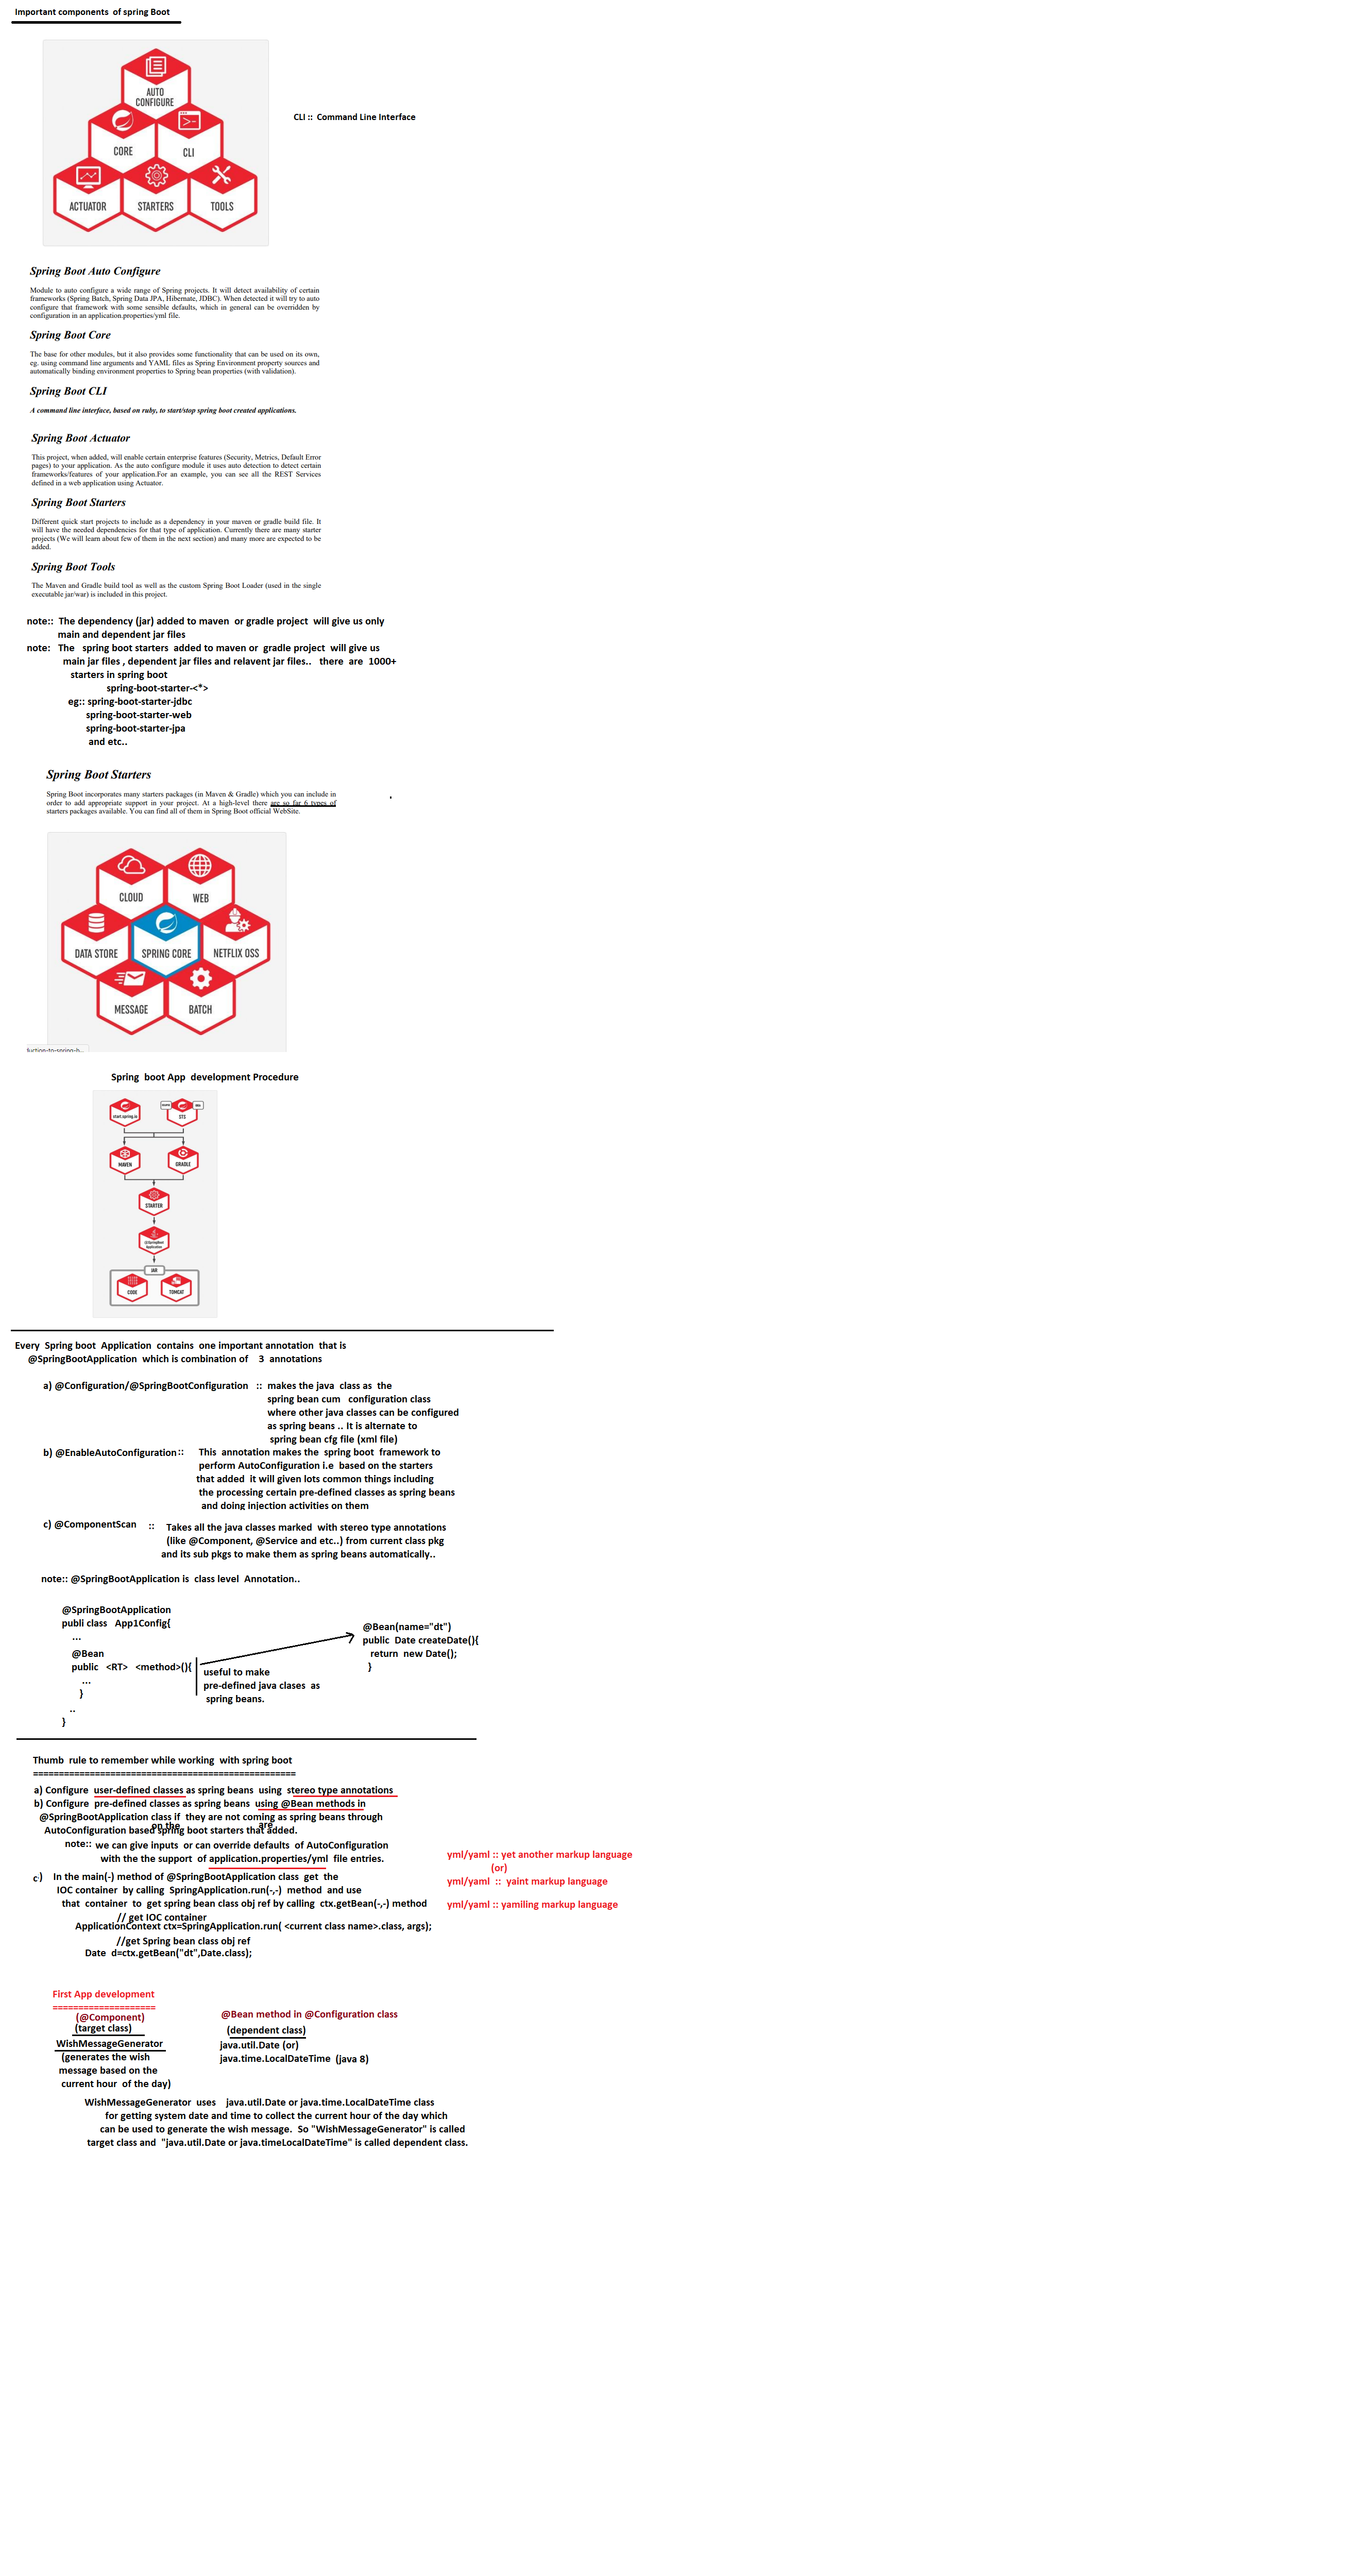 Important components of spring Boot
AUTO
CONFIGURE
CORE
CLI
ACTUATOR
STARTERS
TOOLS
CLI :: Command Line Interface
Spring Boot Auto Configure
Module to auto configure a wide range of Spring projects. It will detect availability of certain
frameworks (Spring Batch, Spring Data JPA, Hibernate, JDBC). When detected it will try to auto
configure that framework with some sensible defaults, which in general can be overridden by
configuration in an application.properties/yml file.
Spring Boot Core
The base for other modules, but it also provides some functionality that can be used on its own,
eg. using command line arguments and YAML files as Spring Environment property sources and
automatically binding environment properties to Spring bean properties (with validation).
Spring Boot CLI
A command line interface, based on ruby, to start/stop spring boot created applications.
Spring Boot Actuator
This project, when added, will enable certain enterprise features (Security, Metrics, Default Error
pages) to your application. As the auto configure module it uses auto detection to detect certain
frameworks/features of your application.For an example, you can see all the REST Services
defined in a web application using Actuator.
Spring Boot Starters
Different quick start projects to include as a dependency in your maven or gradle build file. It
will have the needed dependencies for that type of application. Currently there are many starter
projects (We will learn about few of them in the next section) and many more are expected to be
added.
Spring Boot Tools
The Maven and Gradle build tool as well as the custom Spring Boot Loader (used in the single
executable jar/war) is included in this project.
note:: The dependency (jar) added to maven or gradle project will give us only
main and dependent jar files
note: The spring boot starters added to maven or gradle project will give us
main jar files , dependent jar files and relavent jar files.. there are 1000+
starters in spring boot
spring-boot-starter-<*>
eg:: spring-boot-starter-jdbc
spring-boot-starter-web
spring-boot-starter-jpa
and etc..
Spring Boot Starters
Spring Boot incorporates many starters packages (in Maven & Gradle) which you can include in
order to add appropriate support in your project. At a high-level there are so far 6 types of
starters packages available. You can find all of them in Spring Boot official WebSite.
CLOUD
WEB
DATA STORE
SPRING CORE
NETFLIX OSS
MESSAGE
BATCH
duction-to-spring-b...
Spring boot App development Procedure
start.spring.io
STS
MAVEN
GRADLE
STARTER
@SpringBoot
Application
JAR
CODE
TOMCAT
Every Spring boot Application contains one important annotation that is
@SpringBootApplication which is combination of 3 annotations
a) @Configuration/@SpringBootConfiguration :: makes the java class as the
spring bean cum configuration class
where other java classes can be configured
as spring beans .. It is alternate to
spring bean cfg file (xml file)
b) @EnableAutoConfiguration:: This annotation makes the spring boot framework to
perform AutoConfiguration i.e based on the starters
that added it will given lots common things including
the processing certain pre-defined classes as spring beans
and doing injection activities on them
c) @ComponentScan :: Takes all the java classes marked with stereo type annotations
(like @Component, @Service and etc..) from current class pkg
and its sub pkgs to make them as spring beans automatically..
note:: @SpringBootApplication is class level Annotation..
@SpringBootApplication
publi class App1Config{
...
@Bean
public <RT> <method>(){
...
}
..
}
useful to make
pre-defined java clases as
spring beans.
@Bean(name="dt")
public Date createDate(){
return new Date();
}
Thumb rule to remember while working with spring boot
===================================================
a) Configure user-defined classes as spring beans using stereo type annotations
b) Configure pre-defined classes as spring beans using @Bean methods in
@SpringBootApplication class if they are not coming as spring beans through
on the are
AutoConfiguration based spring boot starters that added.
note:: we can give inputs or can override defaults of AutoConfiguration
with the the support of application.properties/yml file entries.
yml/yaml :: yet another markup language
(or)
yml/yaml :: yaint markup language
yml/yaml :: yamiling markup language
c) In the main(-) method of @SpringBootApplication class get the
IOC container by calling SpringApplication.run(-,-) method and use
that container to get spring bean class obj ref by calling ctx.getBean(-,-) method
// get IOC container
ApplicationContext ctx=SpringApplication.run( <current class name>.class, args);
//get Spring bean class obj ref
Date d=ctx.getBean("dt",Date.class);
First App development
====================
(@Component)
(target class)
WishMessageGenerator
(generates the wish
message based on the
current hour of the day)
@Bean method in @Configuration class
(dependent class)
java.util.Date (or)
java.time.LocalDateTime (java 8)
WishMessageGenerator uses java.util.Date or java.time.LocalDateTime class
for getting system date and time to collect the current hour of the day which
can be used to generate the wish message. So "WishMessageGenerator" is called
target class and "java.util.Date or java.timeLocalDateTime" is called dependent class.